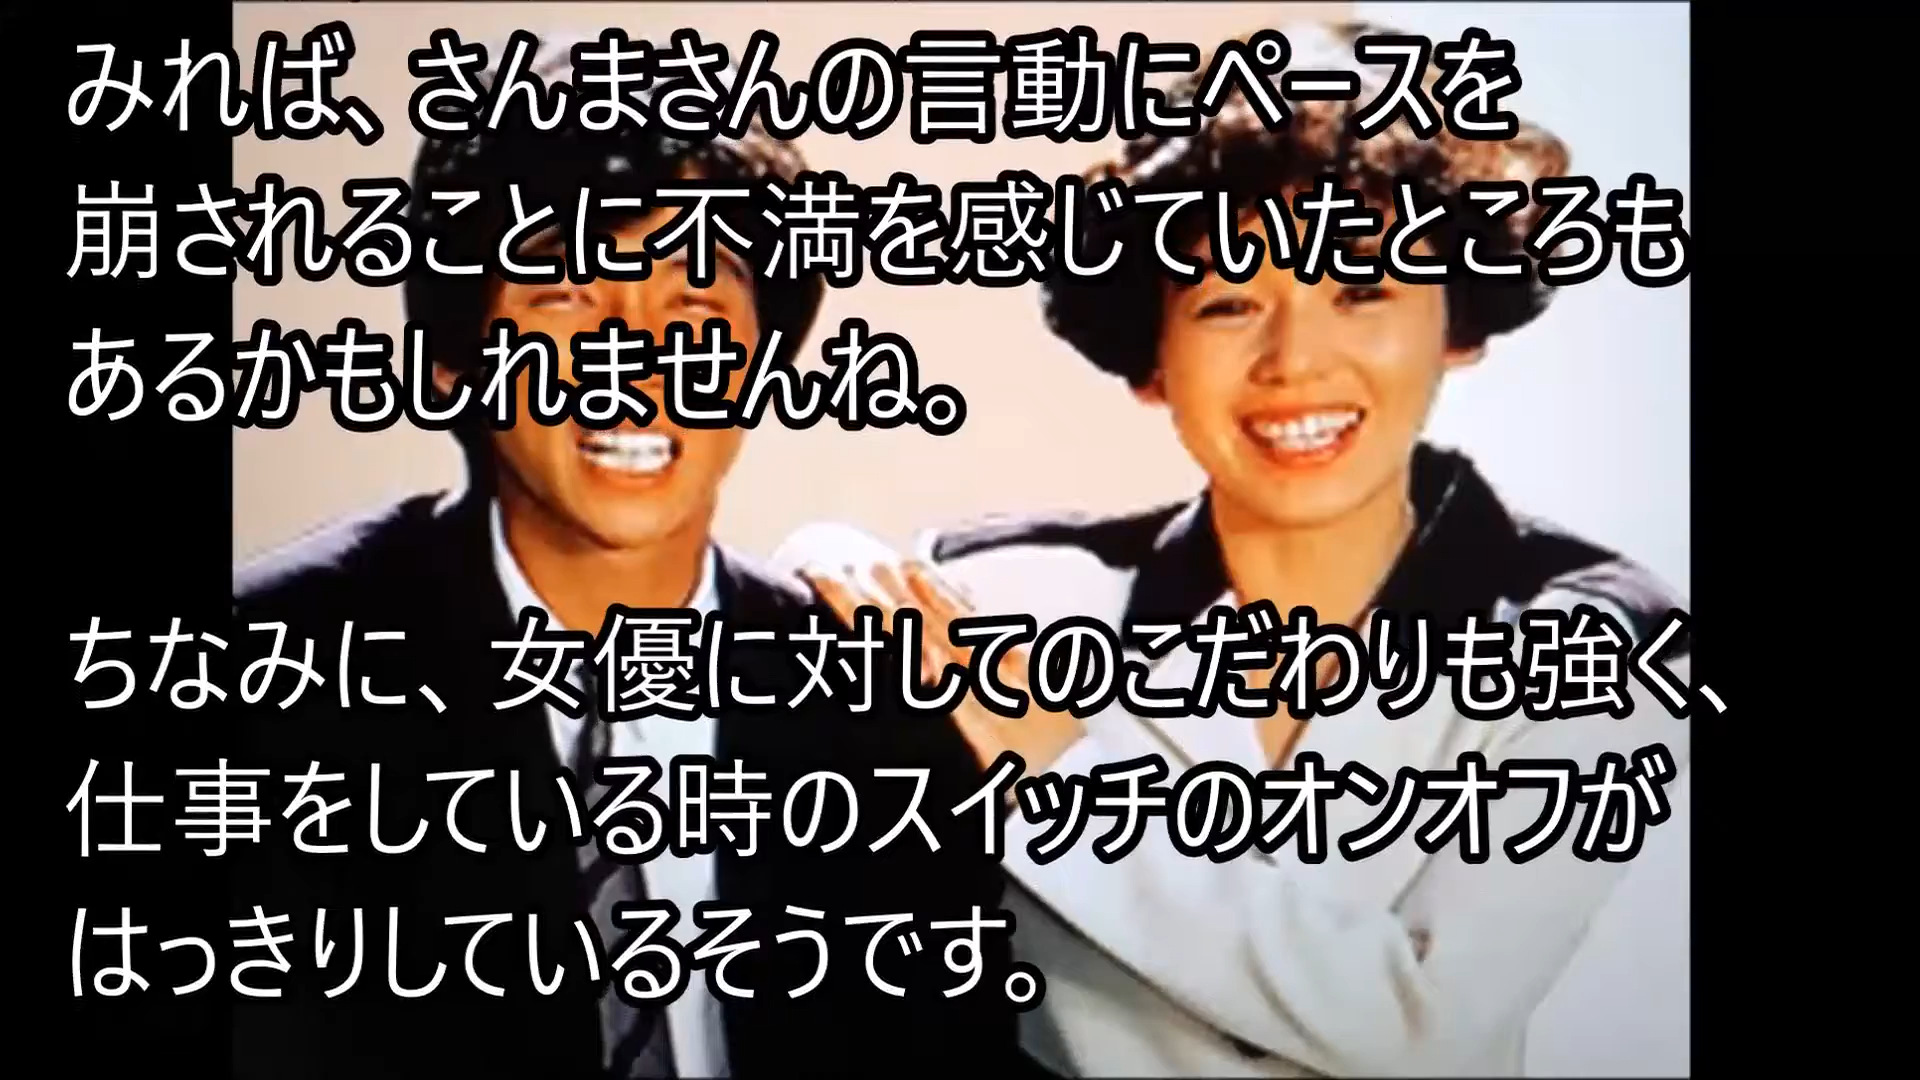 みれば、さんまさんの言動にペースを
崩されることに不満を感じていたところも
あるかもしれませんね。
ちなみに、女優に対してのこだわりも強く、
仕事をしている時のスイッチのオンオフが
はっきりしているそうです。